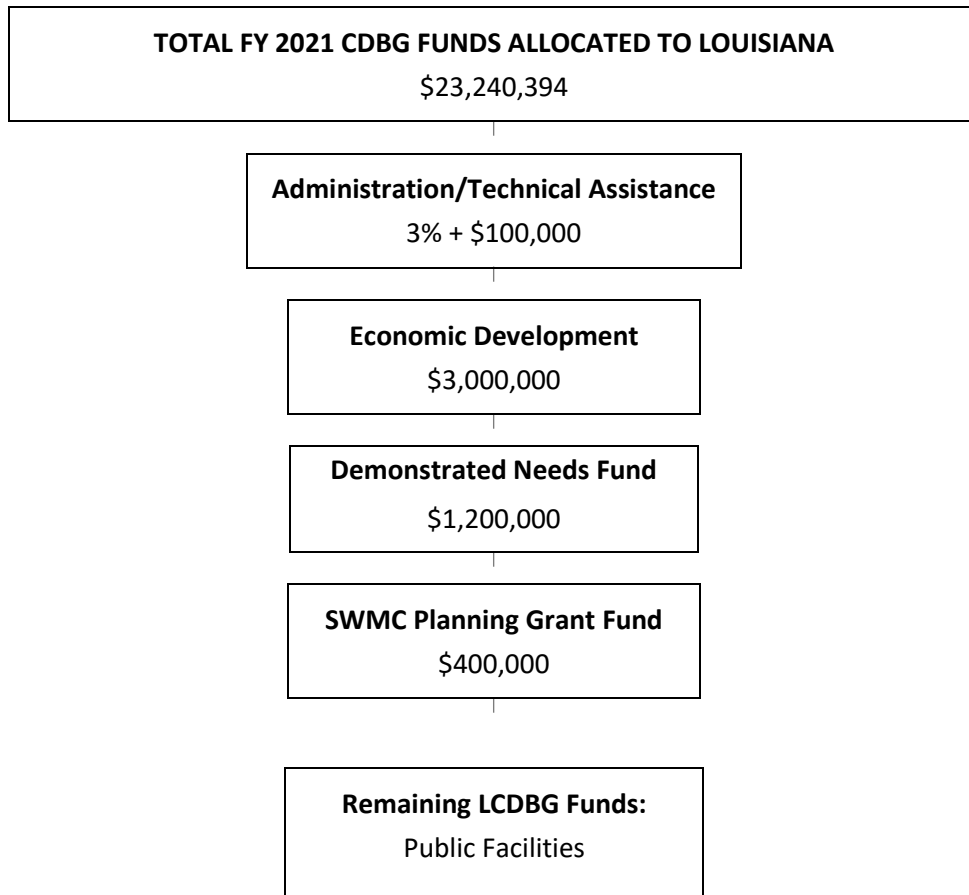 TOTAL FY 2021 CDBG FUNDS ALLOCATED TO LOUISIANA
$23,240,394
Administration/Technical Assistance
3% + $100,000
Economic Development
$3,000,000
Demonstrated Needs Fund
$1,200,000
SWMC Planning Grant Fund
$400,000
Remaining LCDBG Funds:
Public Facilities